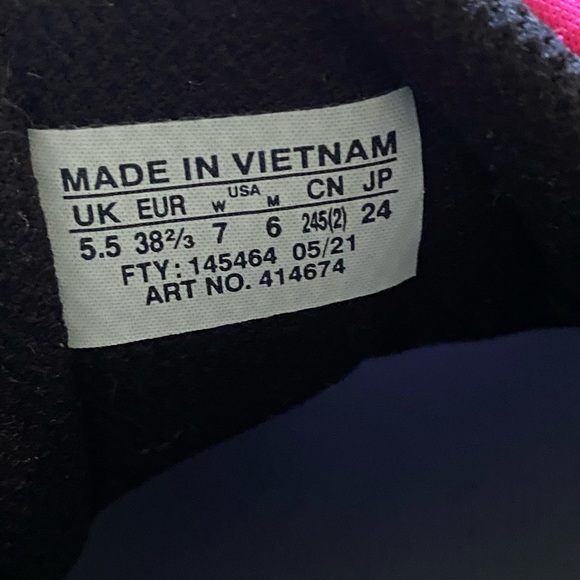 MADE IN VIETNAM
UK EUR W USA M CN JP
5.5 38⅔ 7 6 245(2) 24
FTY: 145464 05/21
ART NO. 414674